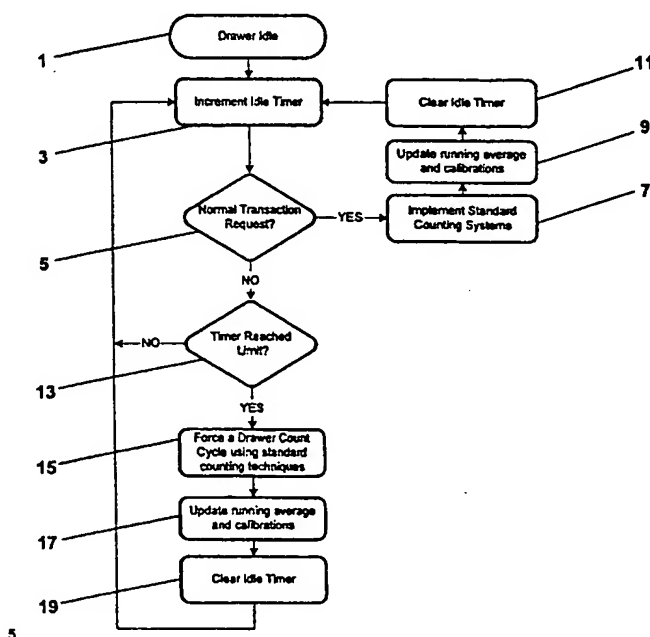 Drawer Idle
1
11
Increment Idle Timer
Clear Idle Timer
3
Update running average
and calibrations
9
Normal Transaction
Request?
YES
Implement Standard
Counting Systems
7
5
NO
Timer Reached
Limit?
NO
13
YES
Force a Drawer Count
Cycle using standard
counting techniques
15
Update running average
and calibrations
17
Clear Idle Timer
19
5